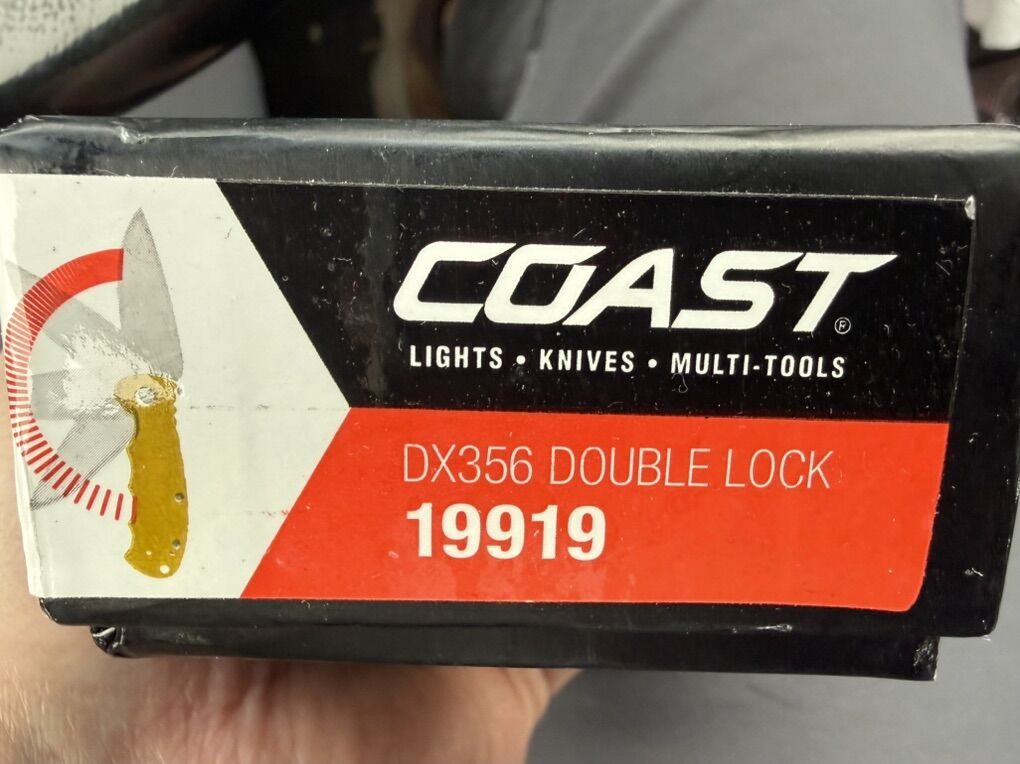 COAST®
LIGHTS • KNIVES • MULTI-TOOLS
DX356 DOUBLE LOCK
19919